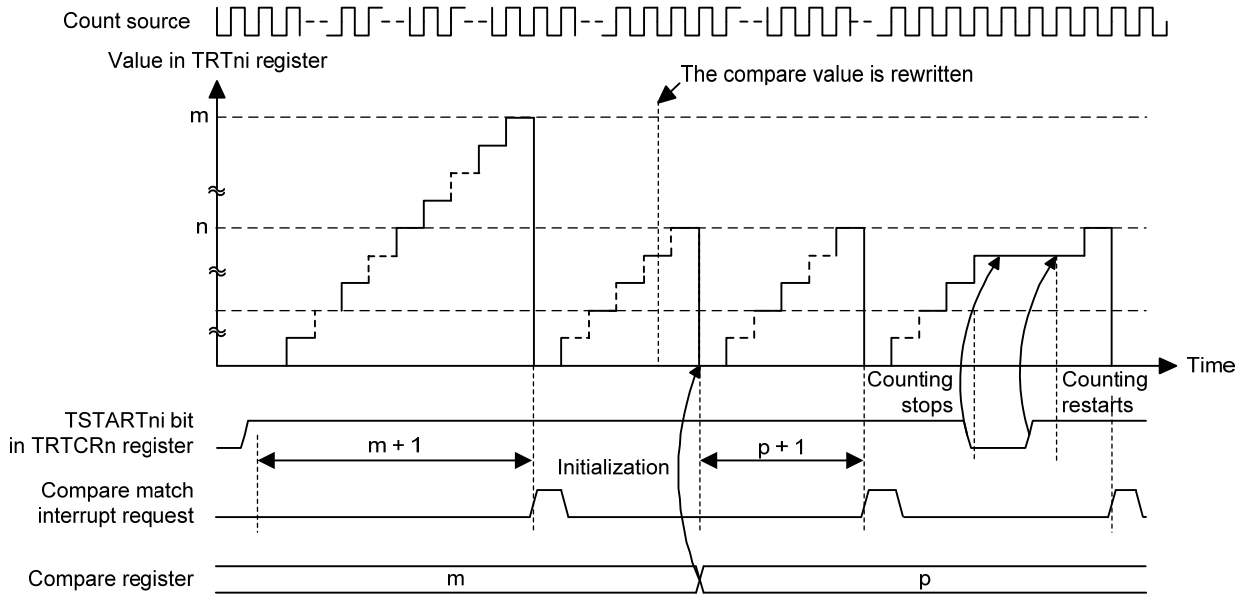 Count source
Value in TRTni register
The compare value is rewritten
m
n
Time
Counting
stops
Counting
restarts
TSTARTni bit
in TRTCRn register
m + 1
Initialization
p + 1
Compare match
interrupt request
Compare register
m
p